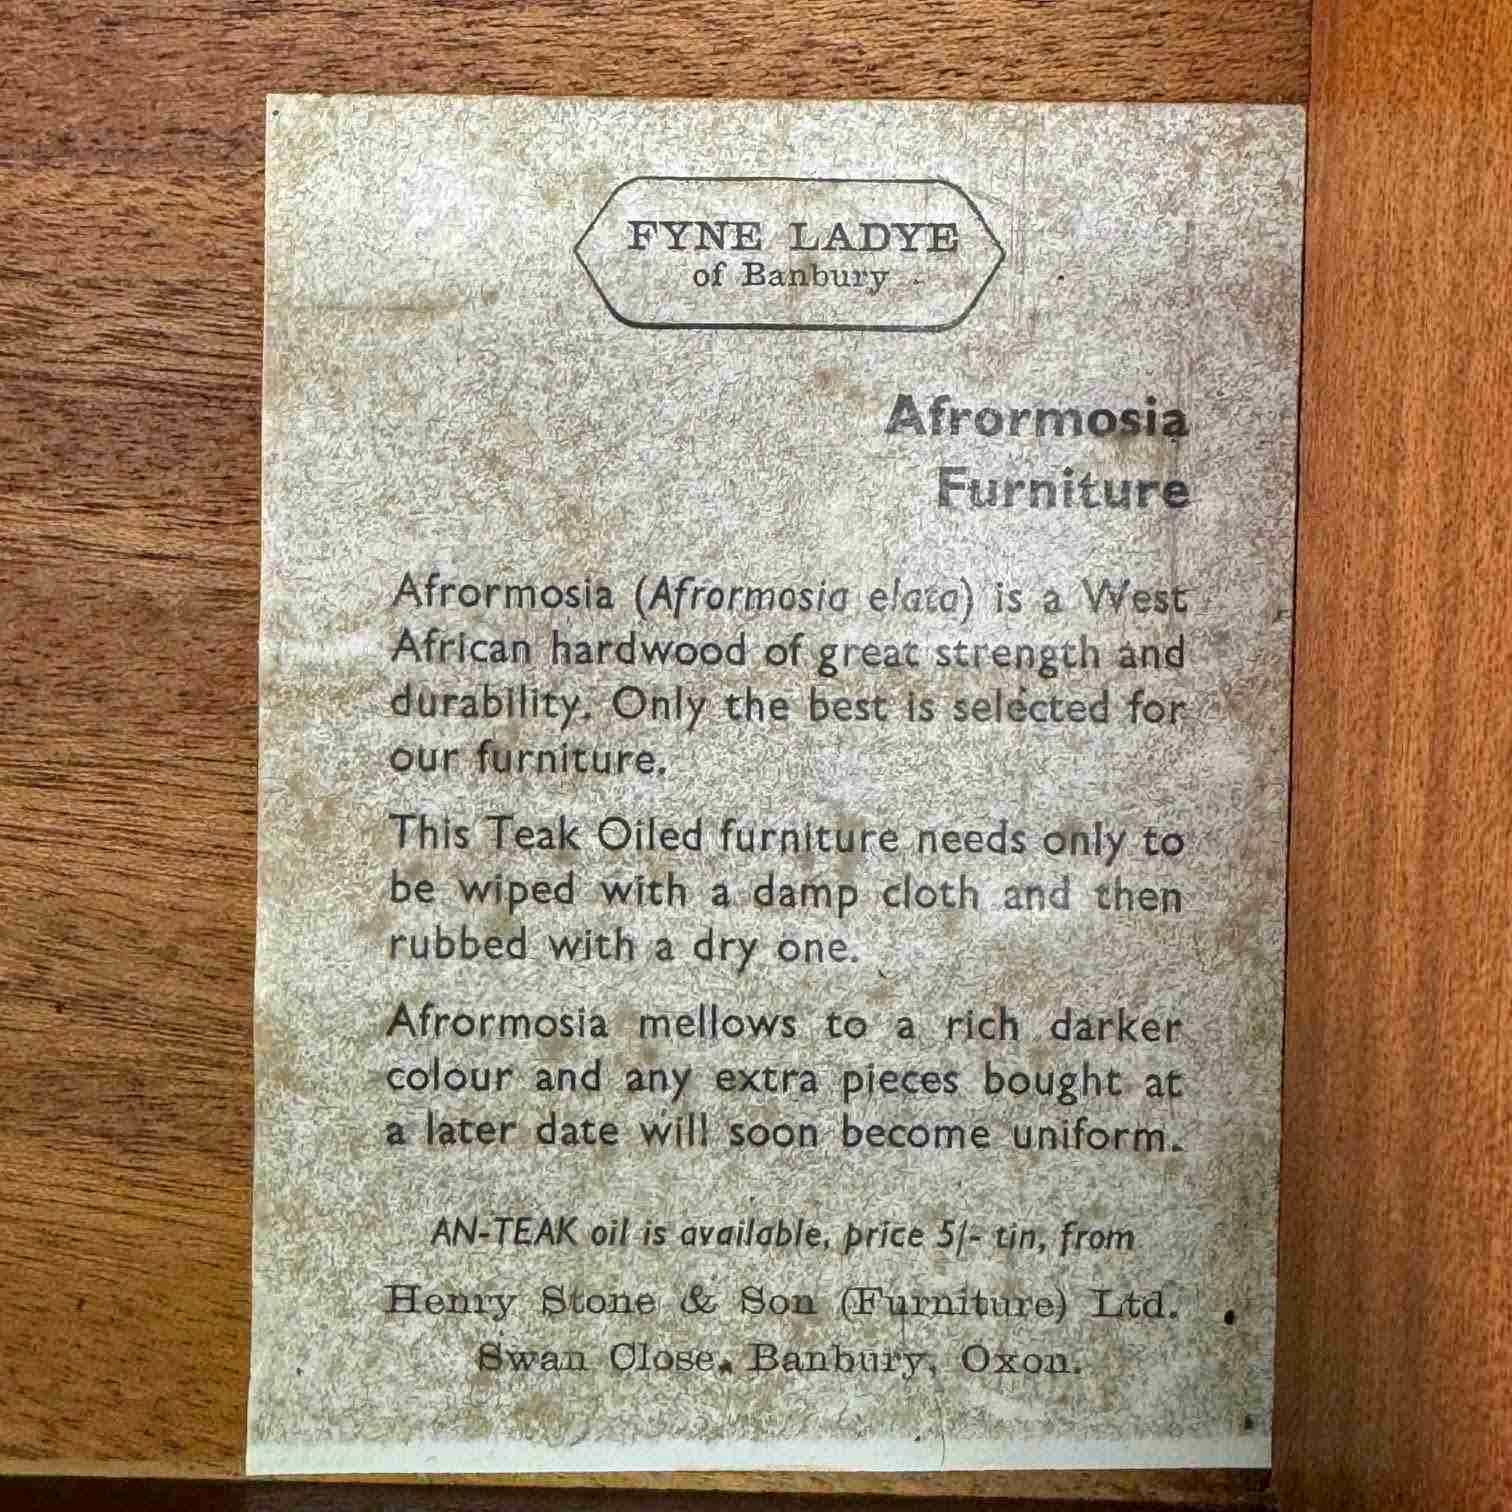 FYNE LADYE
of Banbury
Afrormosia
Furniture
Afrormosia (Afrormosia elata) is a West
African hardwood of great strength and
durability. Only the best is selected for
our furniture.
This Teak Oiled furniture needs only to
be wiped with a damp cloth and then
rubbed with a dry one.
Afrormosia mellows to a rich darker
colour and any extra pieces bought at
a later date will soon become uniform.
AN-TEAK oil is available, price 5/- tin, from
Henry Stone & Son (Furniture) Ltd.
Swan Close, Banbury, Oxon.